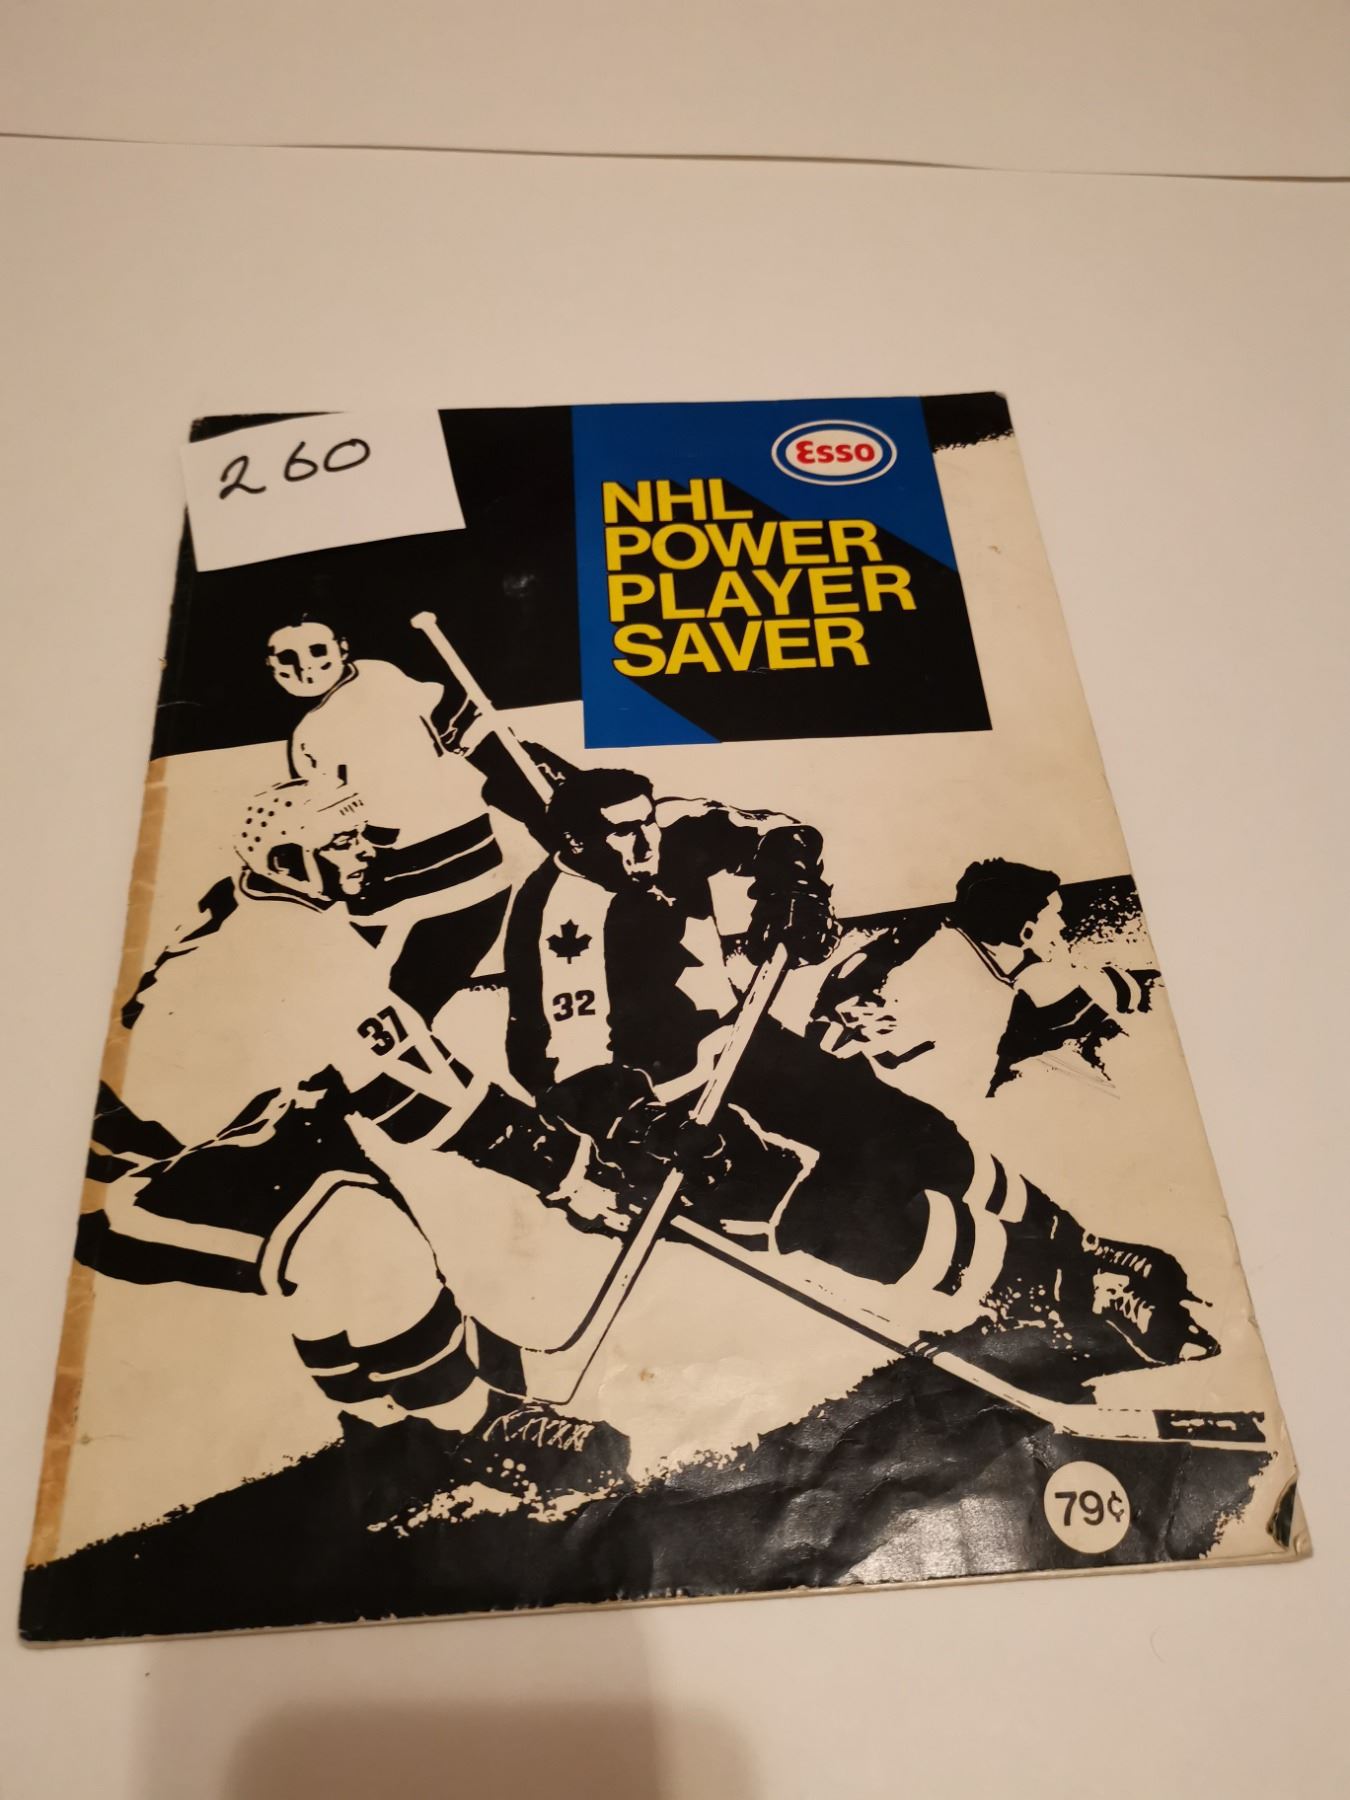 260
Esso
NHL
POWER
PLAYER
SAVER
32
37
79¢